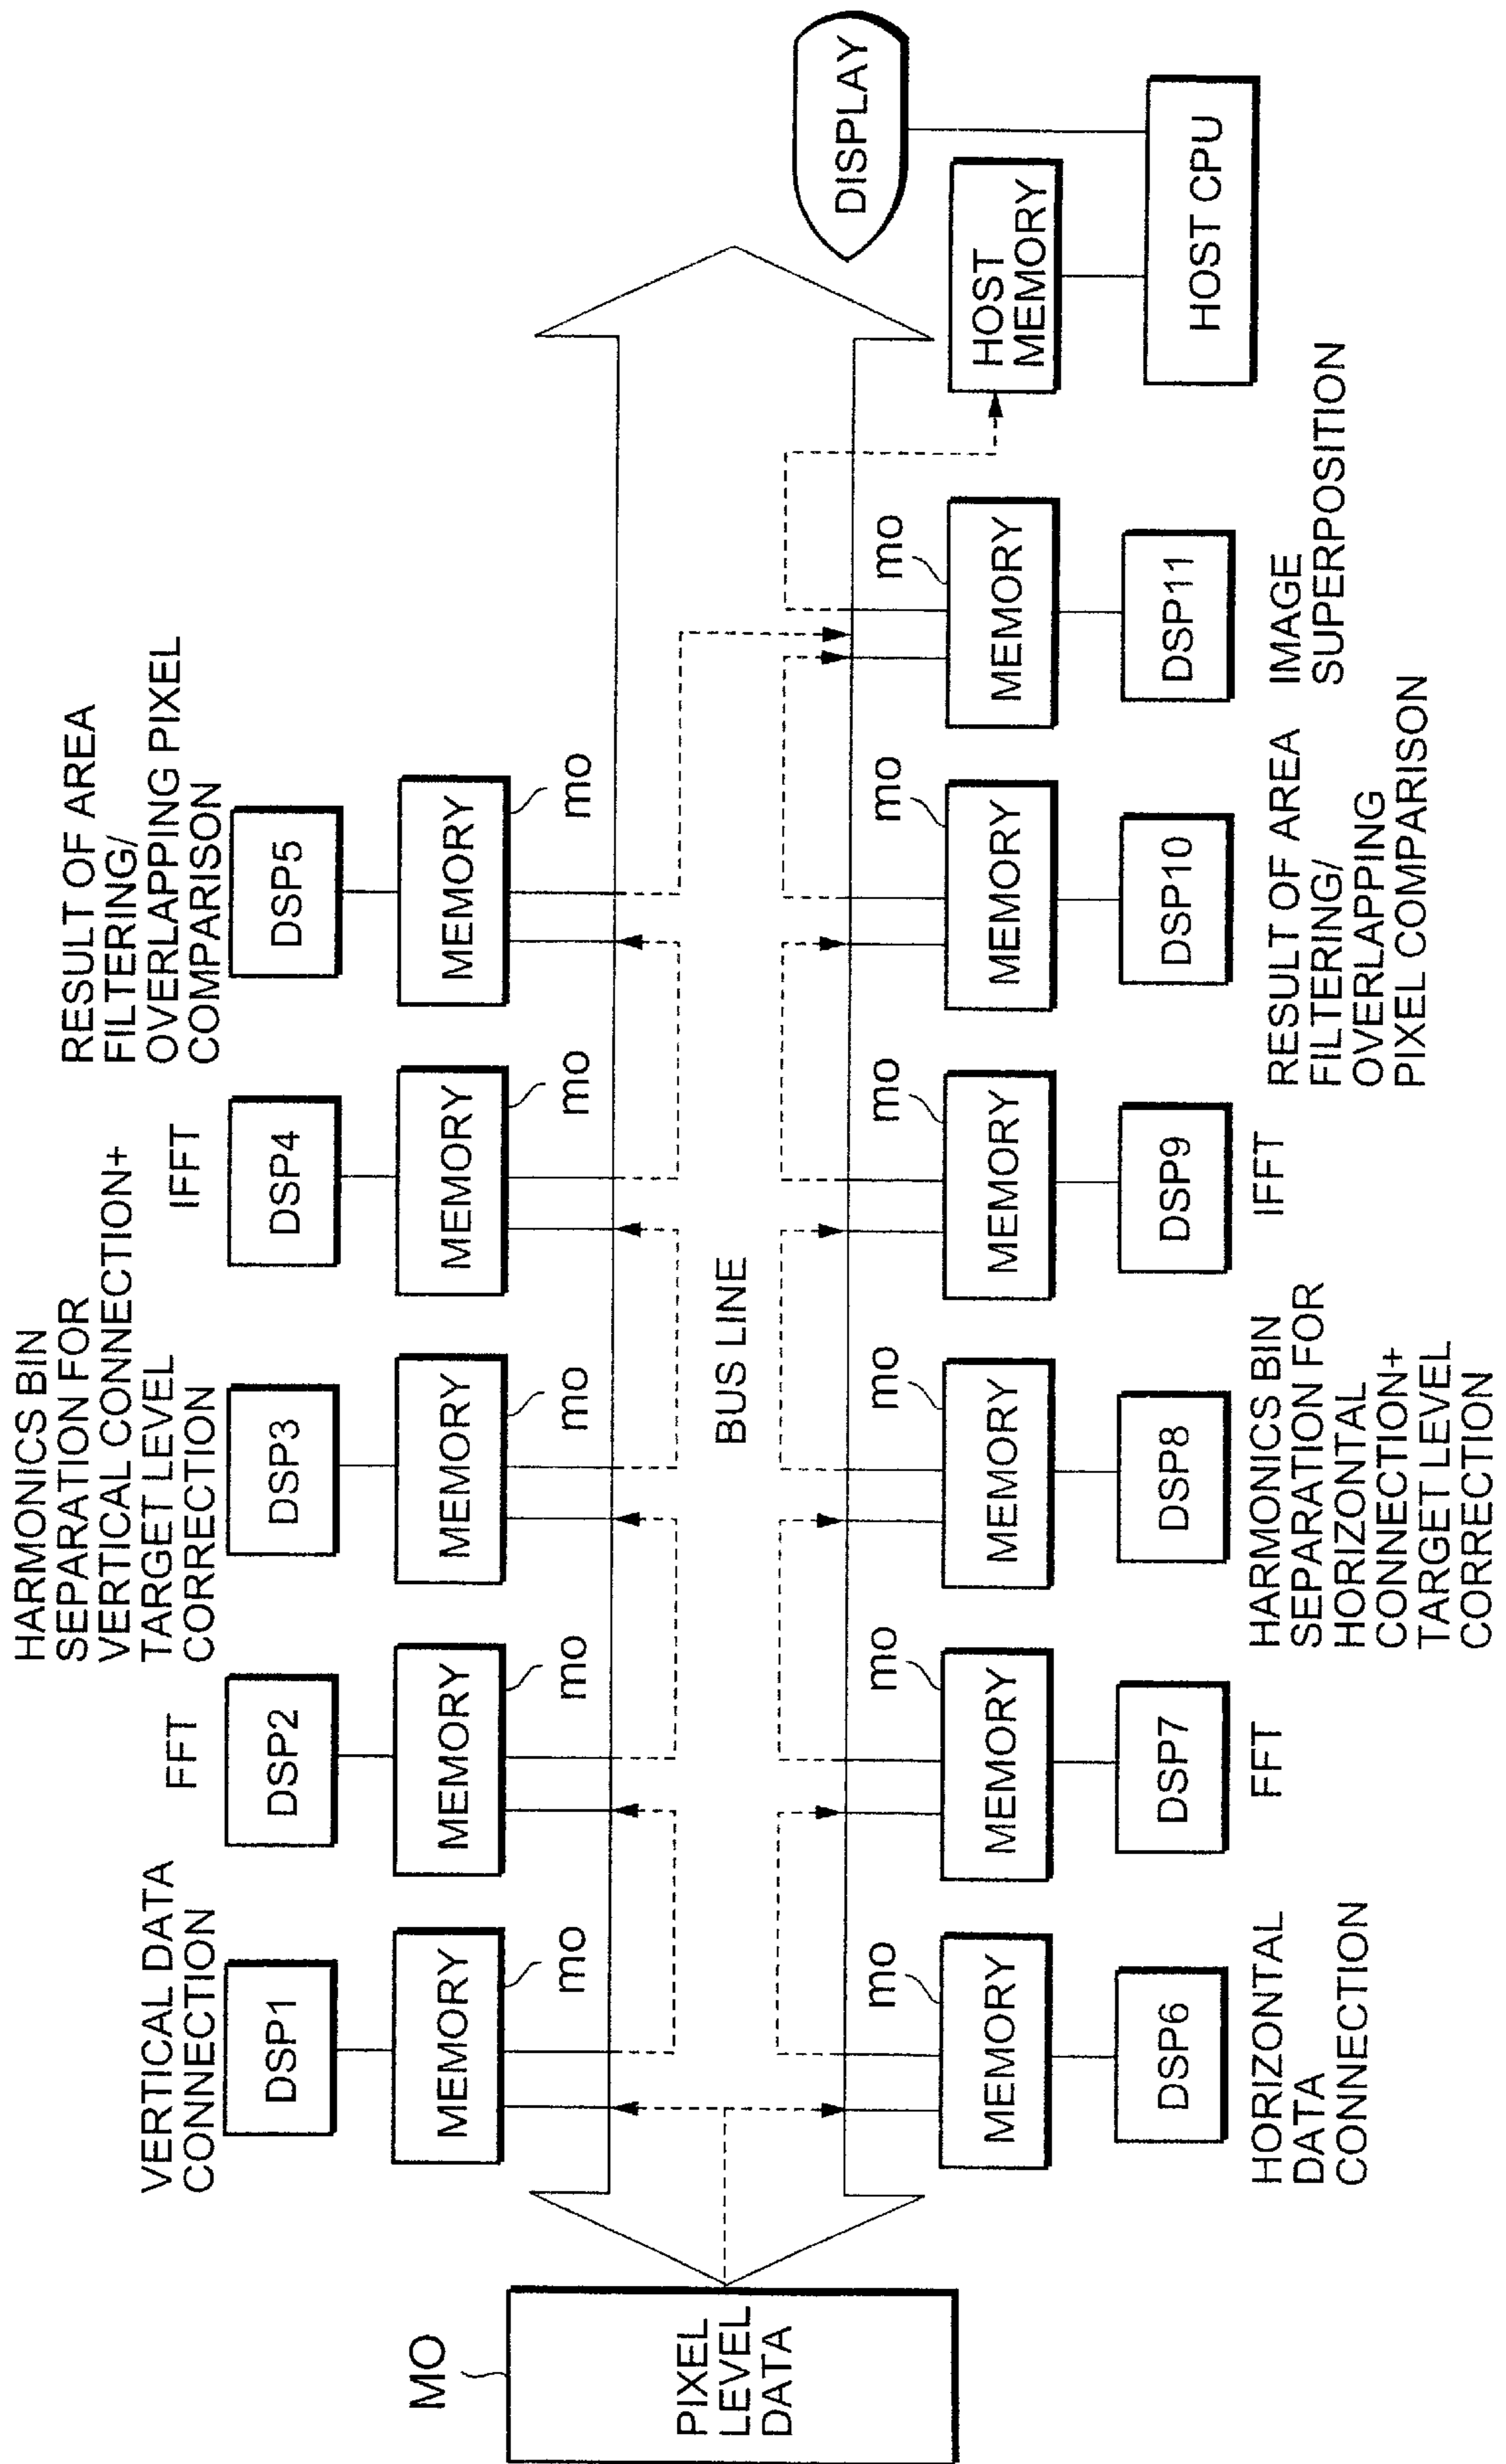 MO
PIXEL
LEVEL
DATA
VERTICAL DATA
CONNECTION
DSP1
MEMORY
mo
FFT
DSP2
MEMORY
mo
HARMONICS BIN
SEPARATION FOR
VERTICAL CONNECTION+
TARGET LEVEL
CORRECTION
DSP3
MEMORY
mo
IFFT
DSP4
MEMORY
mo
RESULT OF AREA
FILTERING/
OVERLAPPING PIXEL
COMPARISON
DSP5
MEMORY
mo
BUS LINE
mo
MEMORY
DSP6
HORIZONTAL
DATA
CONNECTION
mo
MEMORY
DSP7
FFT
mo
MEMORY
DSP8
HARMONICS BIN
SEPARATION FOR
HORIZONTAL
CONNECTION+
TARGET LEVEL
CORRECTION
mo
MEMORY
DSP9
IFFT
mo
MEMORY
DSP10
RESULT OF AREA
FILTERING/
OVERLAPPING
PIXEL COMPARISON
mo
MEMORY
DSP11
IMAGE
SUPERPOSITION
DISPLAY
HOST
MEMORY
HOST CPU